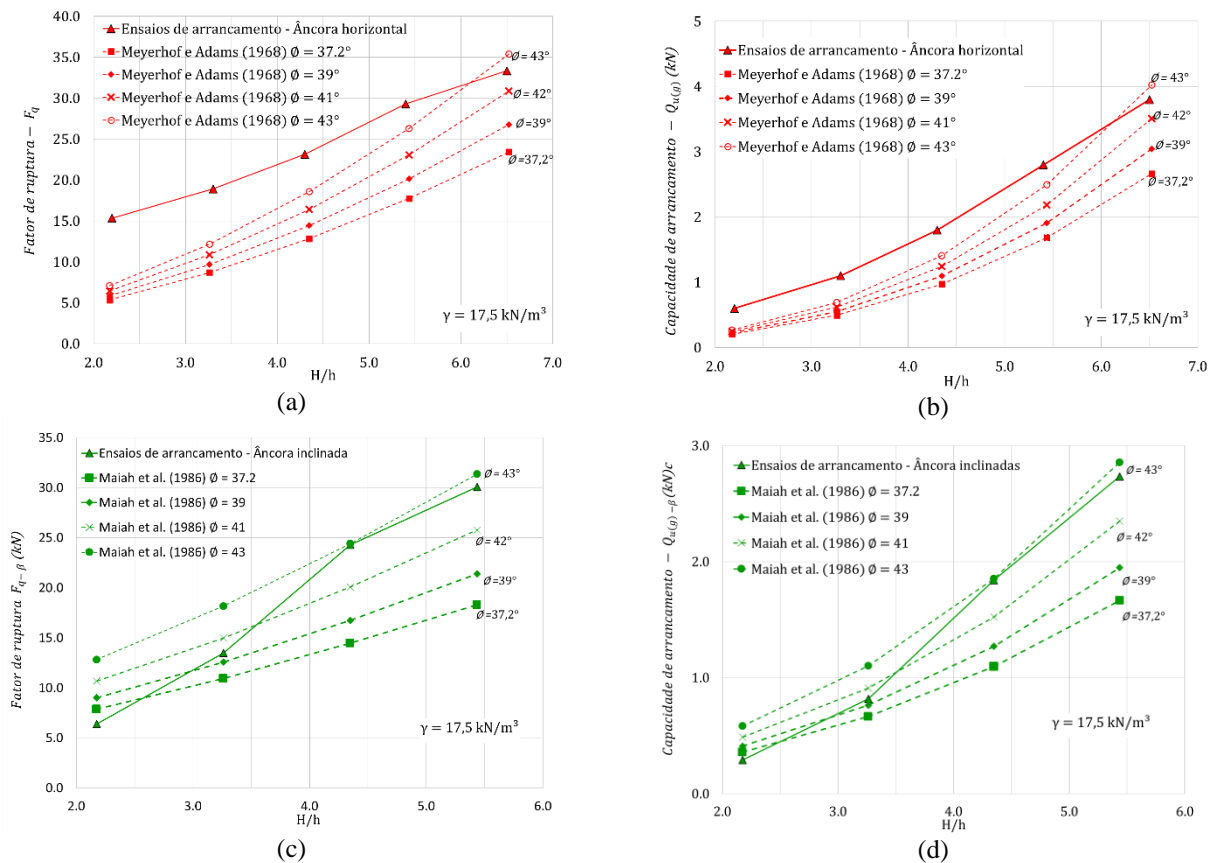 Fator de ruptura − F_q
40.0
35.0
30.0
25.0
20.0
15.0
10.0
5.0
0.0
Ensaios de arrancamento - Âncora horizontal
Meyerhof e Adams (1968) Ø = 37.2°
Meyerhof e Adams (1968) Ø = 39°
Meyerhof e Adams (1968) Ø = 41°
Meyerhof e Adams (1968) Ø = 43°
Ø= 43°
Ø = 42°
Ø=39°
Ø=37,2°
γ = 17,5 kN/m³
2.0 3.0 4.0 5.0 6.0 7.0
H/h
(a)
Capacidade de arrancamento − Q_u(g) (kN)
5
4
3
2
1
0
Ensaios de arrancamento - Âncora horizontal
Meyerhof e Adams (1968) Ø = 37.2°
Meyerhof e Adams (1968) Ø = 39°
Meyerhof e Adams (1968) Ø = 41°
Meyerhof e Adams (1968) Ø = 43°
Ø= 43°
Ø = 42°
Ø=39°
Ø=37,2°
γ = 17,5 kN/m³
2.0 3.0 4.0 5.0 6.0 7.0
H/h
(b)
Fator de ruptura F_q−β (kN)
35.0
30.0
25.0
20.0
15.0
10.0
5.0
0.0
Ensaios de arrancamento - Âncora inclinada
Maiah et al. (1986) Ø = 37.2
Maiah et al. (1986) Ø = 39
Maiah et al. (1986) Ø = 41
Maiah et al. (1986) Ø = 43
Ø= 43°
Ø = 42°
Ø=39°
Ø=37,2°
γ = 17,5 kN/m³
2.0 3.0 4.0 5.0 6.0
H/h
(c)
Capacidade de arrancamento − Q_u(g)−β (kN)c
3.0
2.0
1.0
0.0
Ensaios de arrancamento - Âncora inclinadas
Maiah et al. (1986) Ø = 37.2
Maiah et al. (1986) Ø = 39
Maiah et al. (1986) Ø = 41
Maiah et al. (1986) Ø = 43
Ø= 43°
Ø = 42°
Ø=39°
Ø=37,2°
γ = 17,5 kN/m³
2.0 3.0 4.0 5.0 6.0
H/h
(d)